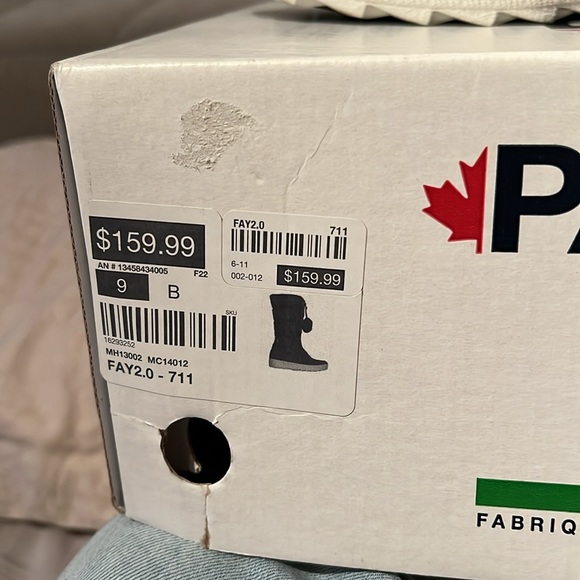 $159.99
AN # 13458434005 F22
9 B
SKU
16293252
MH13002 MC14012
FAY2.0 - 711
FAY2.0 711
6-11
002-012 $159.99
PA
FABRIQ